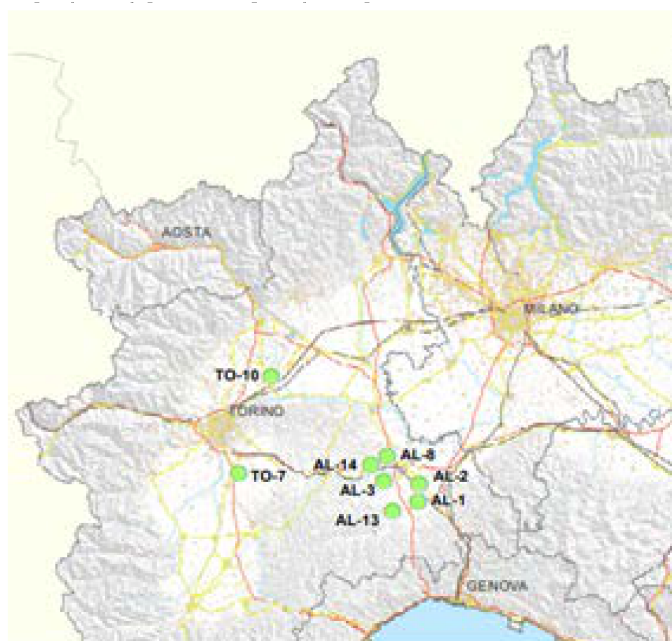 AOSTA
MILANO
TO-10
TORINO
AL-8
AL-14
TO-7
AL-2
AL-3
AL-1
AL-13
GENOVA